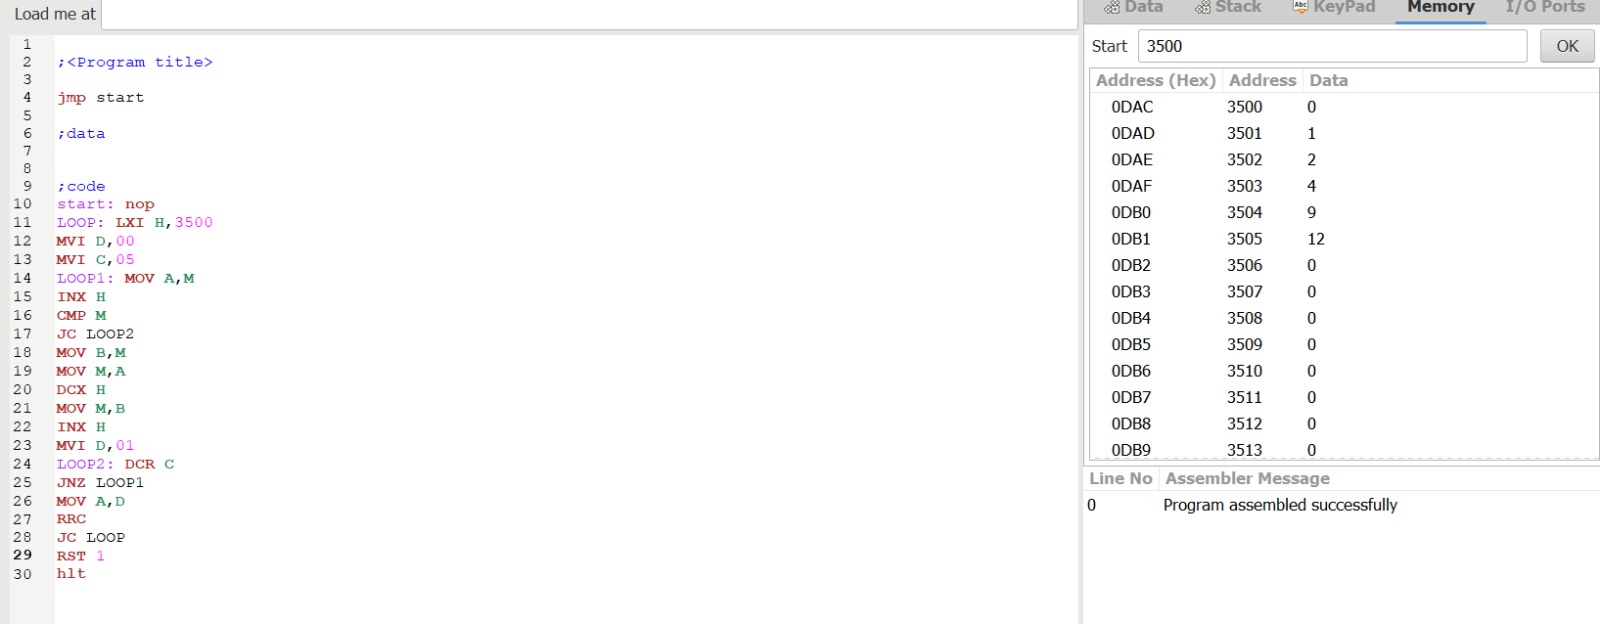 Load me at
1
2 ;<Program title>
3
4 jmp start
5
6 ;data
7
8
9 ;code
10 start: nop
11 LOOP: LXI H,3500
12 MVI D,00
13 MVI C,05
14 LOOP1: MOV A,M
15 INX H
16 CMP M
17 JC LOOP2
18 MOV B,M
19 MOV M,A
20 DCX H
21 MOV M,B
22 INX H
23 MVI D,01
24 LOOP2: DCR C
25 JNZ LOOP1
26 MOV A,D
27 RRC
28 JC LOOP
29 RST 1
30 hlt
Data Stack Abc KeyPad Memory I/O Ports
Start 3500 OK
Address (Hex) Address Data
0DAC 3500 0
0DAD 3501 1
0DAE 3502 2
0DAF 3503 4
0DB0 3504 9
0DB1 3505 12
0DB2 3506 0
0DB3 3507 0
0DB4 3508 0
0DB5 3509 0
0DB6 3510 0
0DB7 3511 0
0DB8 3512 0
0DB9 3513 0
Line No Assembler Message
0 Program assembled successfully